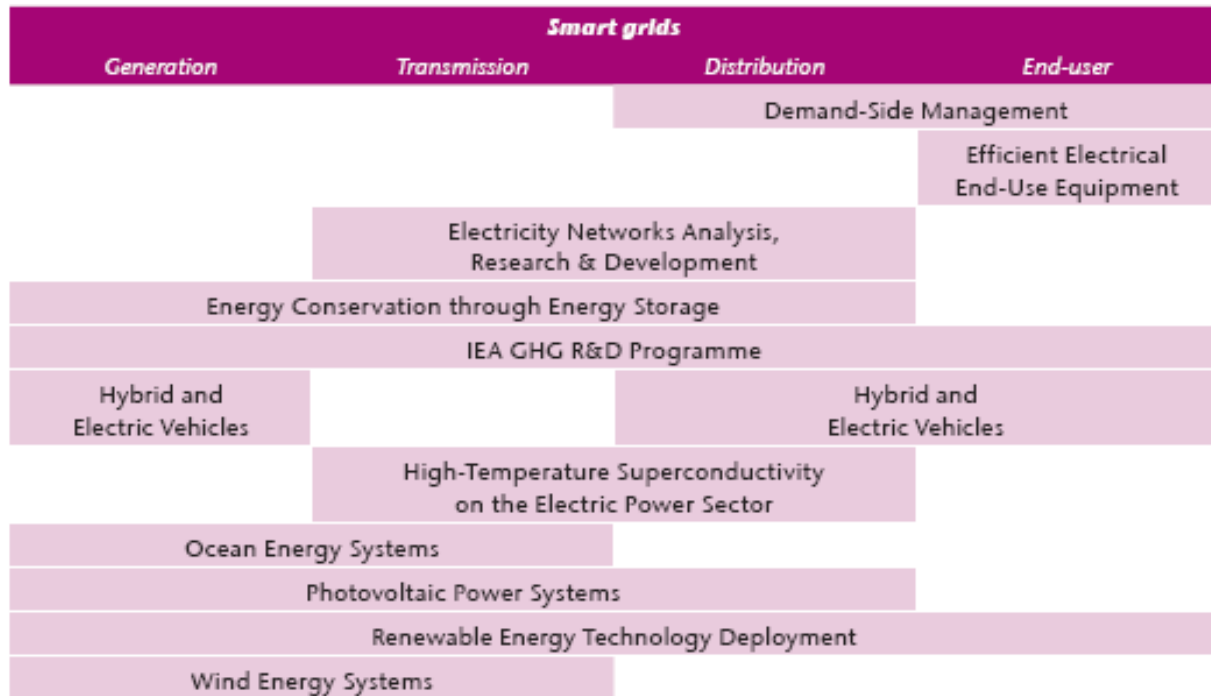 Smart grids
Generation Transmission Distribution End-user
Demand-Side Management
Efficient Electrical
End-Use Equipment
Electricity Networks Analysis,
Research & Development
Energy Conservation through Energy Storage
IEA GHG R&D Programme
Hybrid and
Electric Vehicles
Hybrid and
Electric Vehicles
High-Temperature Superconductivity
on the Electric Power Sector
Ocean Energy Systems
Photovoltaic Power Systems
Renewable Energy Technology Deployment
Wind Energy Systems